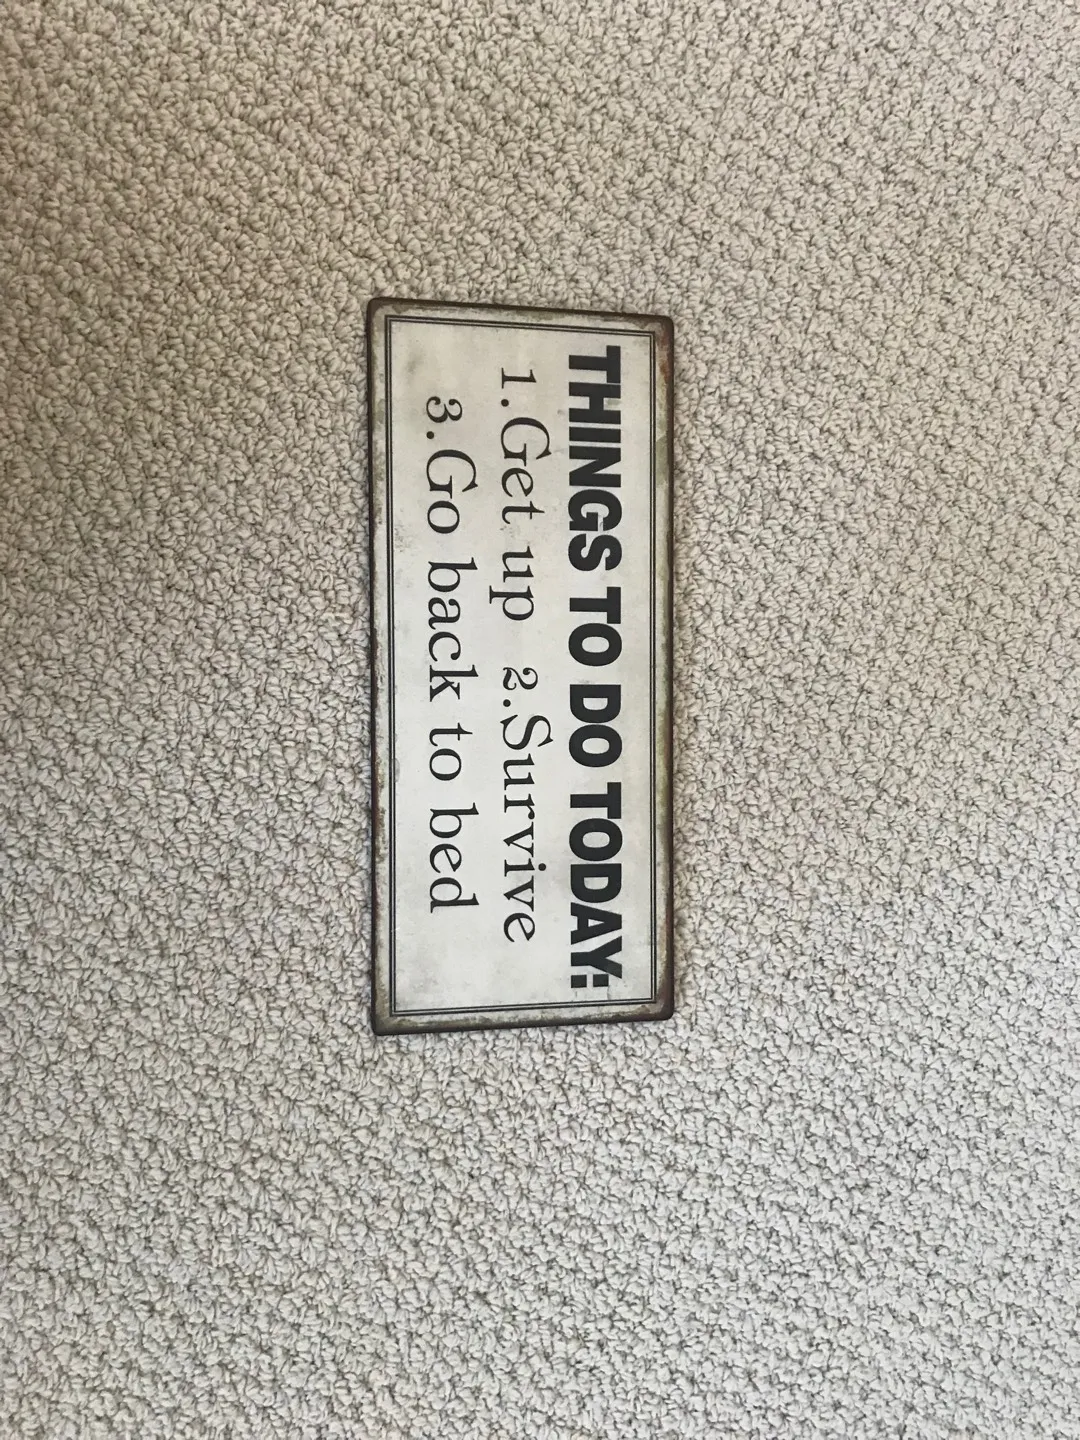 THINGS TO DO TODAY:
1. Get up 2. Survive
3. Go back to bed